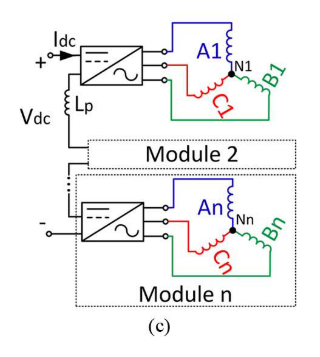 Idc
+
A1
N1
B1
C1
Lp
Vdc
Module 2
An
Nn
Bn
-
Cn
Module n
(c)